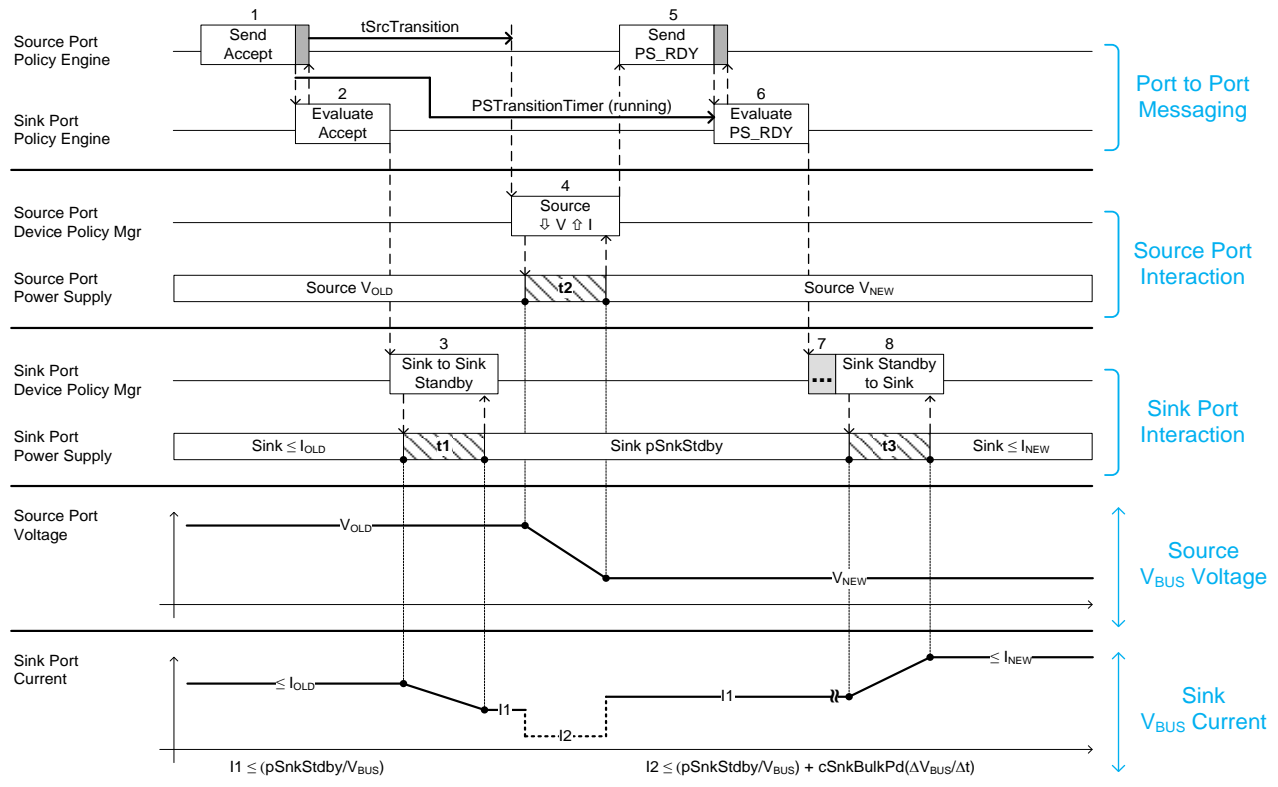 1
Source Port
Policy Engine
Send
Accept
tSrcTransition
5
Send
PS_RDY
Port to Port
Messaging
2
Sink Port
Policy Engine
Evaluate
Accept
PSTransitionTimer (running)
6
Evaluate
PS_RDY
Source Port
Device Policy Mgr
4
Source
⇩ V ⇧ I
Source Port
Interaction
Source Port
Power Supply
Source VOLD
t2
Source VNEW
Sink Port
Device Policy Mgr
3
Sink to Sink
Standby
7
...
8
Sink Standby
to Sink
Sink Port
Interaction
Sink Port
Power Supply
Sink ≤ IOLD
t1
Sink pSnkStdby
t3
Sink ≤ INEW
Source Port
Voltage
VOLD
VNEW
Source
VBUS Voltage
Sink Port
Current
≤ IOLD
I1
I2
I1
≤ INEW
Sink
VBUS Current
I1 ≤ (pSnkStdby/VBUS)
I2 ≤ (pSnkStdby/VBUS) + cSnkBulkPd(ΔVBUS/Δt)